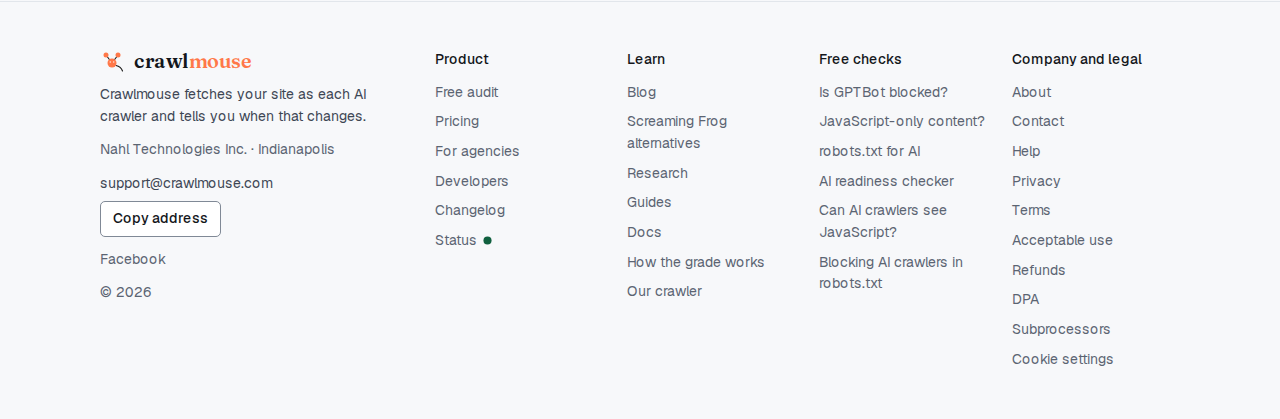 crawlmouse
Crawlmouse fetches your site as each AI
crawler and tells you when that changes.
Nahl Technologies Inc. · Indianapolis
support@crawlmouse.com
Copy address
Facebook
© 2026
Product
Free audit
Pricing
For agencies
Developers
Changelog
Status
Learn
Blog
Screaming Frog
alternatives
Research
Guides
Docs
How the grade works
Our crawler
Free checks
Is GPTBot blocked?
JavaScript-only content?
robots.txt for AI
AI readiness checker
Can AI crawlers see
JavaScript?
Blocking AI crawlers in
robots.txt
Company and legal
About
Contact
Help
Privacy
Terms
Acceptable use
Refunds
DPA
Subprocessors
Cookie settings